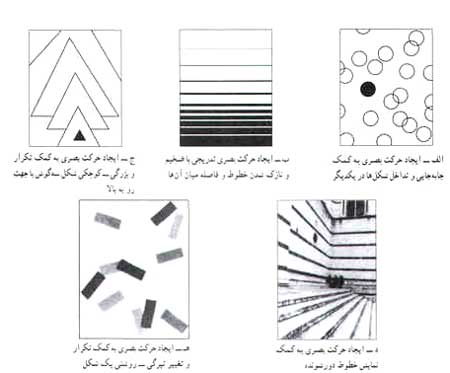 الف ــ ایجاد حرکت بصری به کمک
جابه‌جایی و تداخل شکل‌ها در یکدیگر
ب ــ ایجاد حرکت بصری تدریجی با ضخیم
و نازک شدن خطوط و فاصله میان آن‌ها
ج ــ ایجاد حرکت بصری به کمک تکرار
و بزرگی ــ کوچکی شکل سه‌گوش با جهت
رو به بالا
د ــ ایجاد حرکت بصری به کمک
نمایش خطوط دورشونده
هـ ــ ایجاد حرکت بصری به کمک تکرار
و تغییر تیرگی ــ روشنی یک شکل